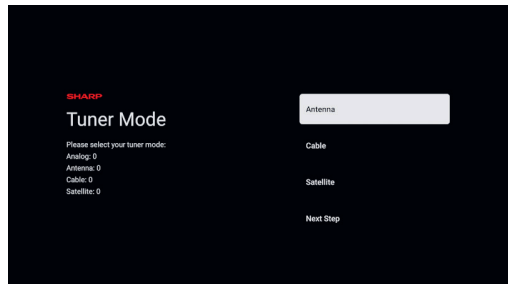 SHARP
Tuner Mode
Please select your tuner mode:
Analog: 0
Antenna: 0
Cable: 0
Satellite: 0
Antenna
Cable
Satellite
Next Step